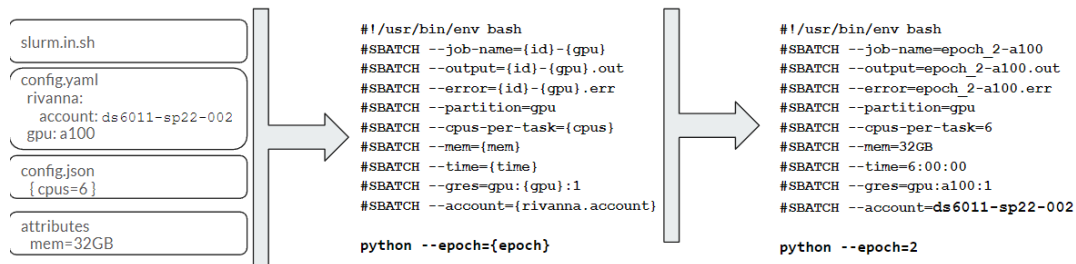 slurm.in.sh
config.yaml
rivanna:
account: ds6011-sp22-002
gpu: a100
config.json
{cpus=6}
attributes
mem=32GB
#!/usr/bin/env bash
#SBATCH --job-name={id}-{gpu}
#SBATCH --output={id}-{gpu}.out
#SBATCH --error={id}-{gpu}.err
#SBATCH --partition=gpu
#SBATCH --cpus-per-task={cpus}
#SBATCH --mem={mem}
#SBATCH --time={time}
#SBATCH --gres=gpu:{gpu}:1
#SBATCH --account={rivanna.account}
python --epoch={epoch}
#!/usr/bin/env bash
#SBATCH --job-name=epoch_2-a100
#SBATCH --output=epoch_2-a100.out
#SBATCH --error=epoch_2-a100.err
#SBATCH --partition=gpu
#SBATCH --cpus-per-task=6
#SBATCH --mem=32GB
#SBATCH --time=6:00:00
#SBATCH --gres=gpu:a100:1
#SBATCH --account=ds6011-sp22-002
python --epoch=2